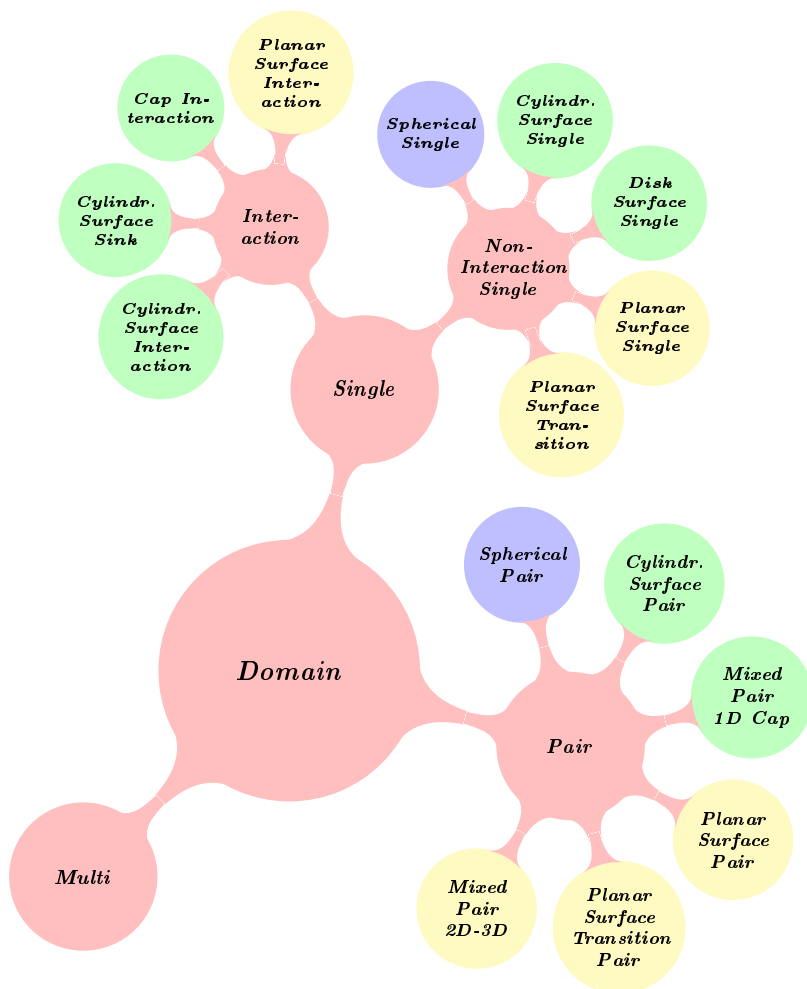 Planar
Surface
Inter-
action
Cap In-
teraction
Cylindr.
Surface
Sink
Cylindr.
Surface
Inter-
action
Inter-
action
Spherical
Single
Cylindr.
Surface
Single
Disk
Surface
Single
Planar
Surface
Single
Planar
Surface
Tran-
sition
Non-
Interaction
Single
Single
Domain
Multi
Pair
Spherical
Pair
Cylindr.
Surface
Pair
Mixed
Pair
1D Cap
Planar
Surface
Pair
Planar
Surface
Transition
Pair
Mixed
Pair
2D-3D